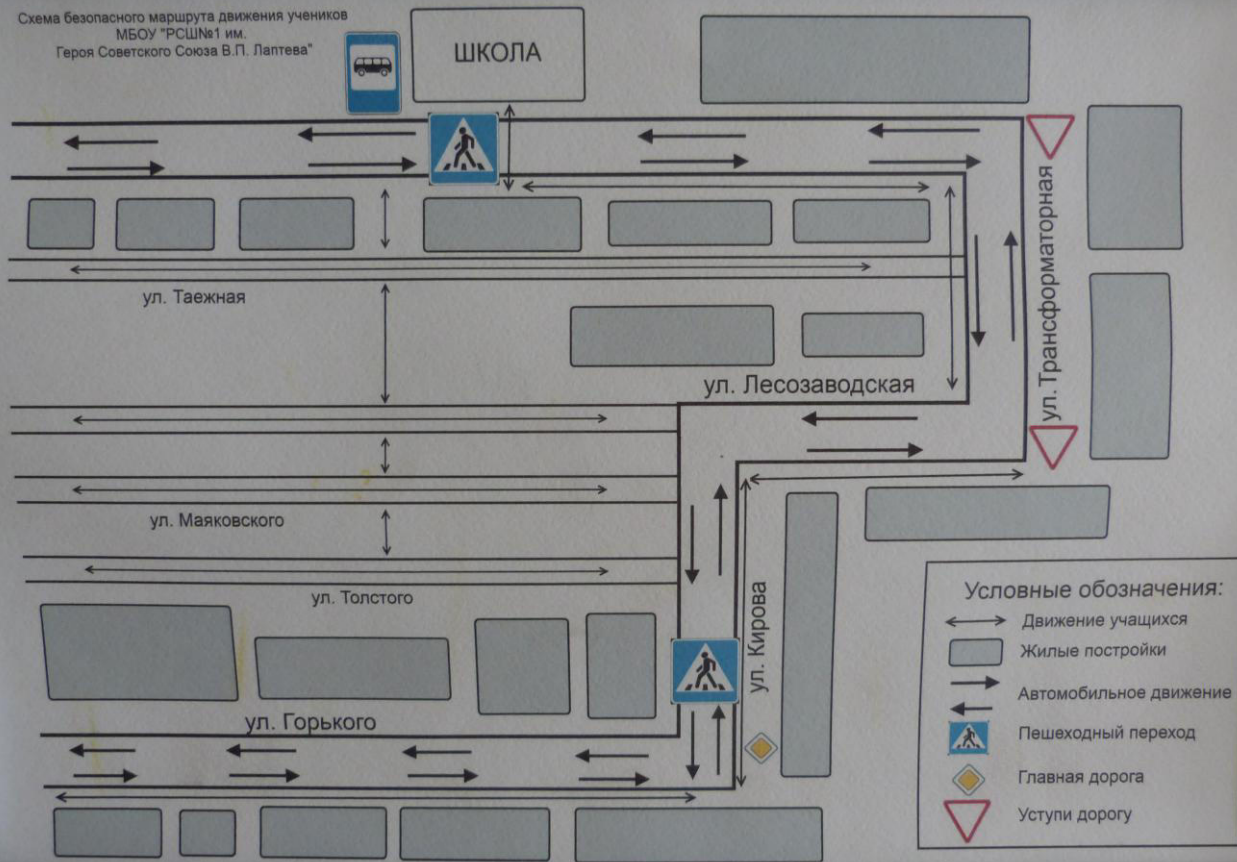 Схема безопасного маршрута движения учеников
МБОУ "РСШ№1 им.
Героя Советского Союза В.П. Лаптева"
ШКОЛА
ул. Таежная
ул. Трансформаторная
ул. Лесозаводская
ул. Маяковского
ул. Толстого
ул. Кирова
ул. Горького
Условные обозначения:
Движение учащихся
Жилые постройки
Автомобильное движение
Пешеходный переход
Главная дорога
Уступи дорогу